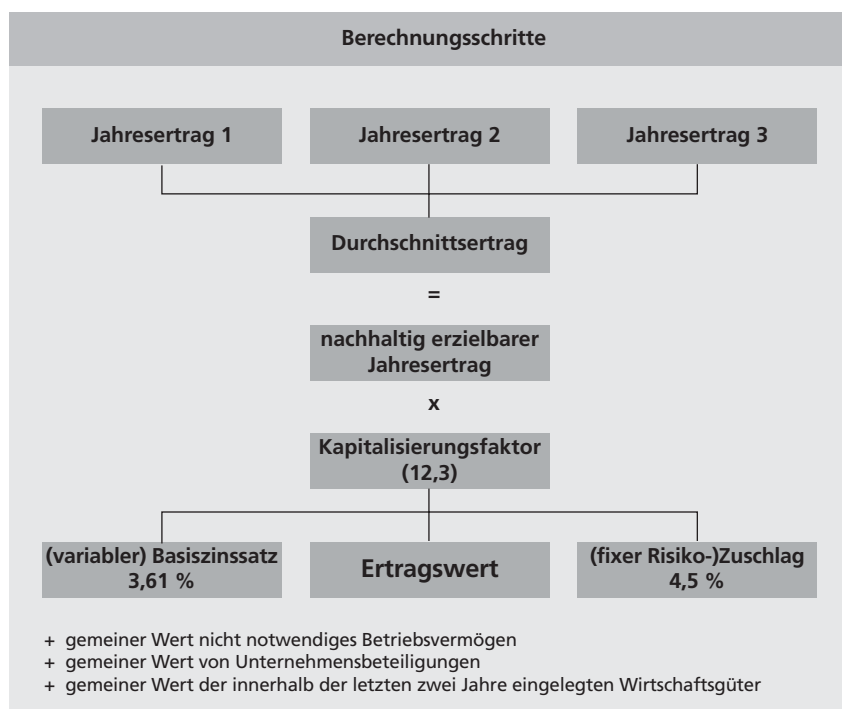 Berechnungsschritte
Jahresertrag 1
Jahresertrag 2
Jahresertrag 3
Durchschnittsertrag
=
nachhaltig erzielbarer
Jahresertrag
x
Kapitalisierungsfaktor
(12,3)
(variabler) Basiszinssatz
3,61 %
Ertragswert
(fixer Risiko-)Zuschlag
4,5 %
+ gemeiner Wert nicht notwendiges Betriebsvermögen
+ gemeiner Wert von Unternehmensbeteiligungen
+ gemeiner Wert der innerhalb der letzten zwei Jahre eingelegten Wirtschaftsgüter